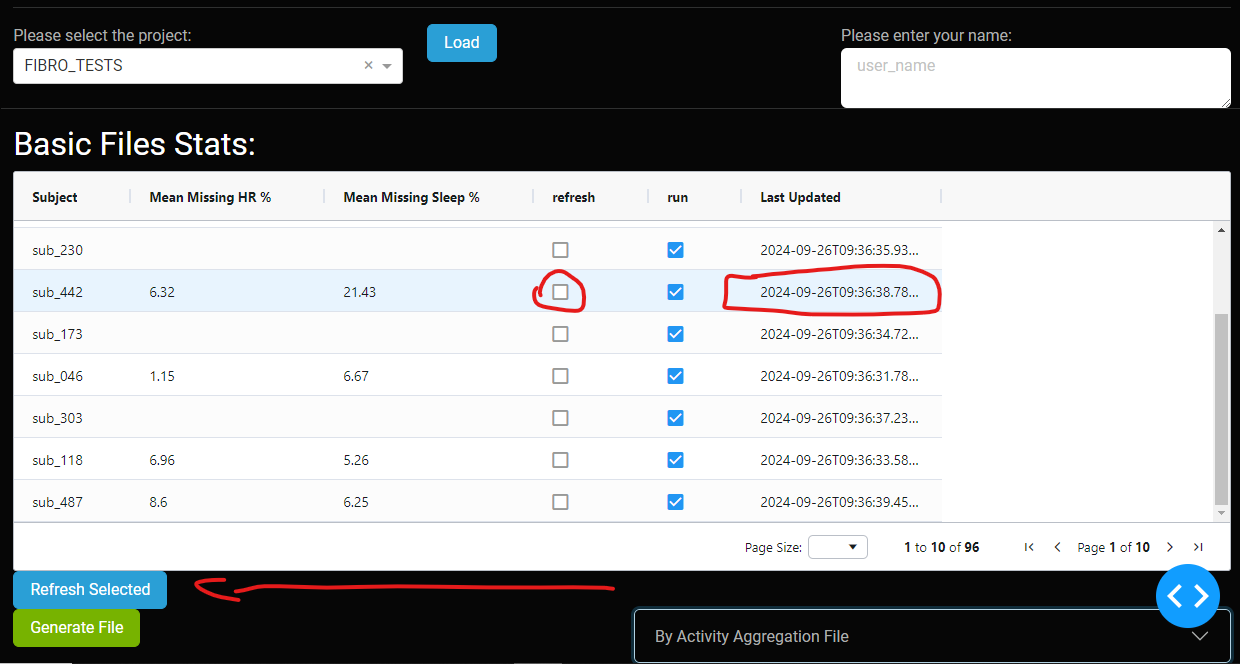 Please select the project:
Load
Please enter your name:
FIBRO_TESTS
user_name
Basic Files Stats:
Subject Mean Missing HR % Mean Missing Sleep % refresh run Last Updated
sub_230 2024-09-26T09:36:35.93...
sub_442 6.32 21.43 2024-09-26T09:36:38.78...
sub_173 2024-09-26T09:36:34.72...
sub_046 1.15 6.67 2024-09-26T09:36:31.78...
sub_303 2024-09-26T09:36:37.23...
sub_118 6.96 5.26 2024-09-26T09:36:33.58...
sub_487 8.6 6.25 2024-09-26T09:36:39.45...
Page Size: 1 to 10 of 96 Page 1 of 10
Refresh Selected
Generate File
By Activity Aggregation File